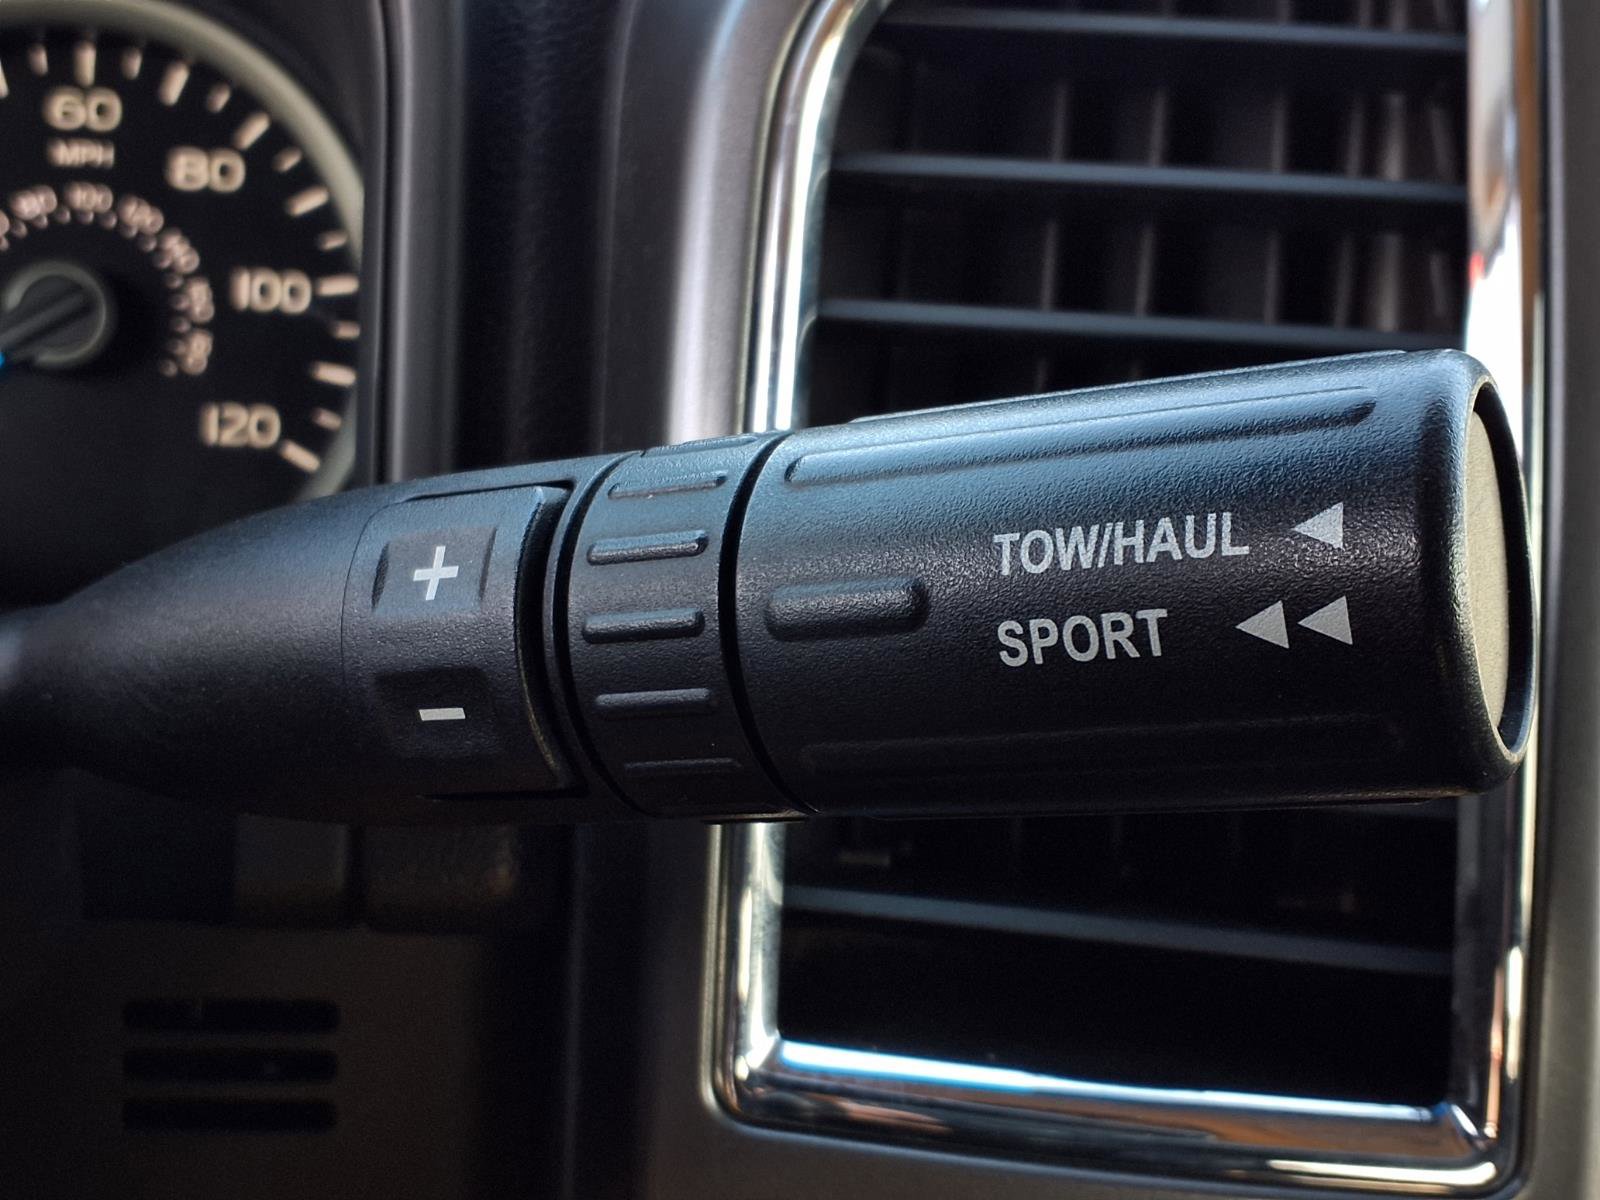 60
MPH
80
100
120
+
-
TOW/HAUL ◀
SPORT ◀◀